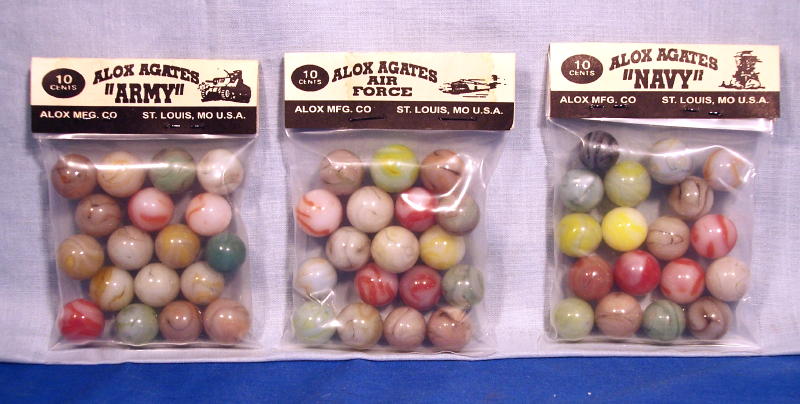 10
CENTS
ALOX AGATES
"ARMY"
ALOX MFG. CO ST. LOUIS, MO U.S.A.
10
CENTS
ALOX AGATES
AIR
FORCE
ALOX MFG. CO ST. LOUIS, MO U.S.A.
10
CENTS
ALOX AGATES
"NAVY"
ALOX MFG. CO ST. LOUIS, MO U.S.A.